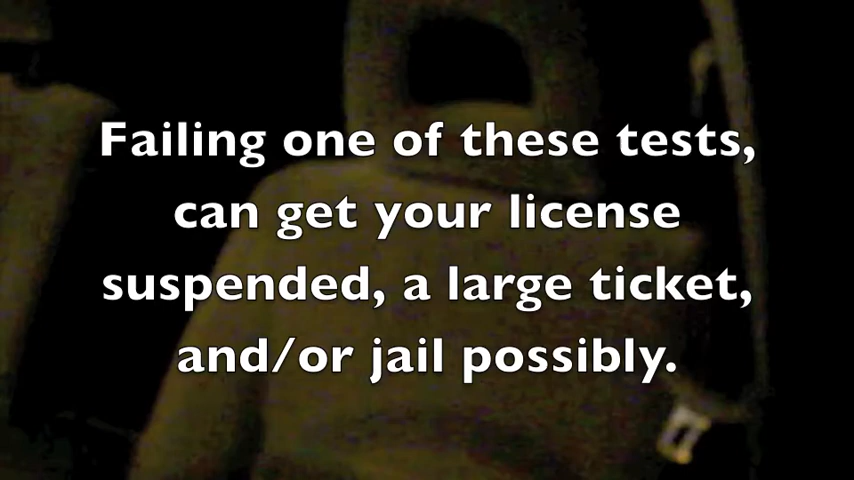 Failing one of these tests,
can get your license
suspended, a large ticket,
and/or jail possibly.